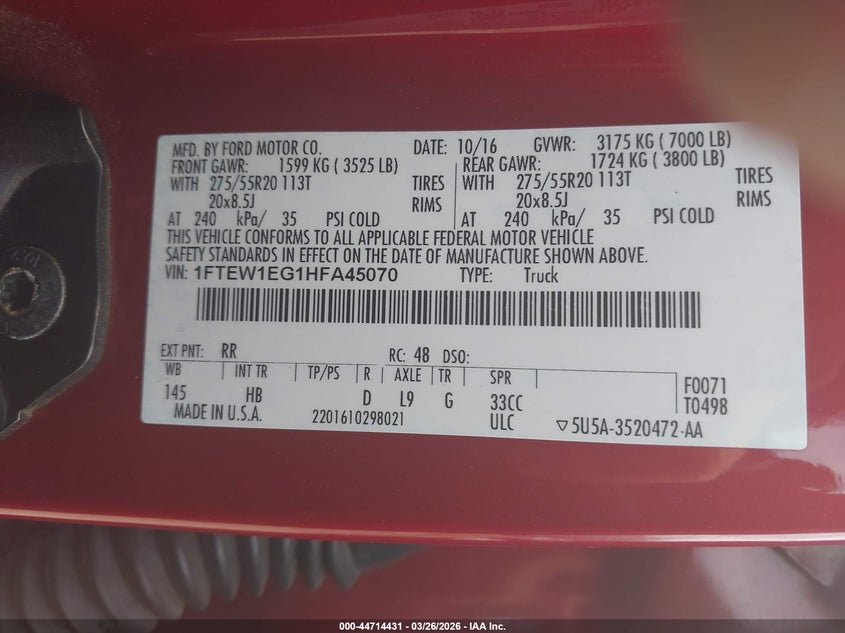 MFD. BY FORD MOTOR CO. DATE: 10/16 GVWR: 3175 KG ( 7000 LB)
FRONT GAWR: 1599 KG ( 3525 LB) REAR GAWR: 1724 KG ( 3800 LB)
WITH 275/55R20 113T TIRES WITH 275/55R20 113T TIRES
20x8.5J RIMS 20x8.5J RIMS
AT 240 kPa/ 35 PSI COLD AT 240 kPa/ 35 PSI COLD
THIS VEHICLE CONFORMS TO ALL APPLICABLE FEDERAL MOTOR VEHICLE
SAFETY STANDARDS IN EFFECT ON THE DATE OF MANUFACTURE SHOWN ABOVE.
VIN: 1FTEW1EG1HFA45070 TYPE: Truck
EXT PNT: RR RC: 48 DSO:
WB INT TR TP/PS R AXLE TR SPR
145 HB D L9 G 33CC F0071
MADE IN U.S.A. 2201610298021 ULC T0498
▽5U5A-3520472-AA
000-44714431 - 03/26/2026 - IAA Inc.